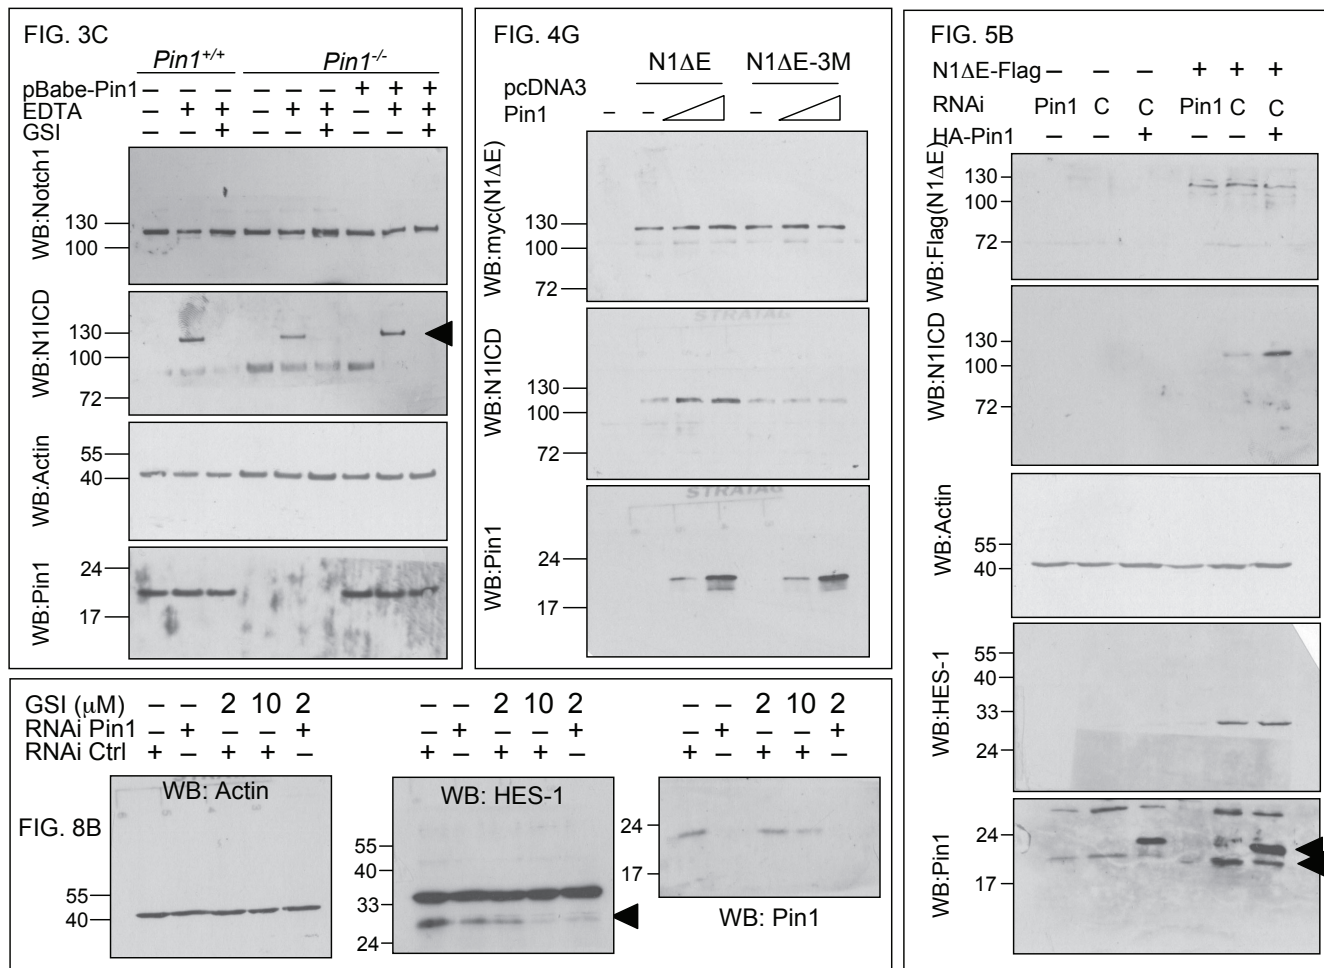 FIG. 3C
Pin1+/+ Pin1-/-
pBabe-Pin1 – – – – – – + + +
EDTA – + + – + + – + +
GSI – – + – – + – – +
WB:Notch1
130
100
WB:N1ICD
130
100
72
WB:Actin
55
40
WB:Pin1
24
17
FIG. 4G
N1ΔE N1ΔE-3M
pcDNA3
Pin1 – – –
WB:myc(N1ΔE)
130
100
72
WB:N1ICD
STRATAG
130
100
72
WB:Pin1
STRATAG
24
17
FIG. 5B
N1ΔE-Flag – – – + + +
RNAi Pin1 C C Pin1 C C
HA-Pin1 – – + – – +
WB:Flag(N1ΔE)
130
72
WB:N1ICD
130
100
72
WB:Actin
55
40
WB:HES-1
55
40
33
24
WB:Pin1
24
17
GSI (μM) – – 2 10 2 – – 2 10 2 – – 2 10 2
RNAi Pin1 – + – – + – + – – + – + – – +
RNAi Ctrl + – + + – + – + + – + – + + –
FIG. 8B
WB: Actin
55
40
WB: HES-1
55
40
33
24
24
17
WB: Pin1